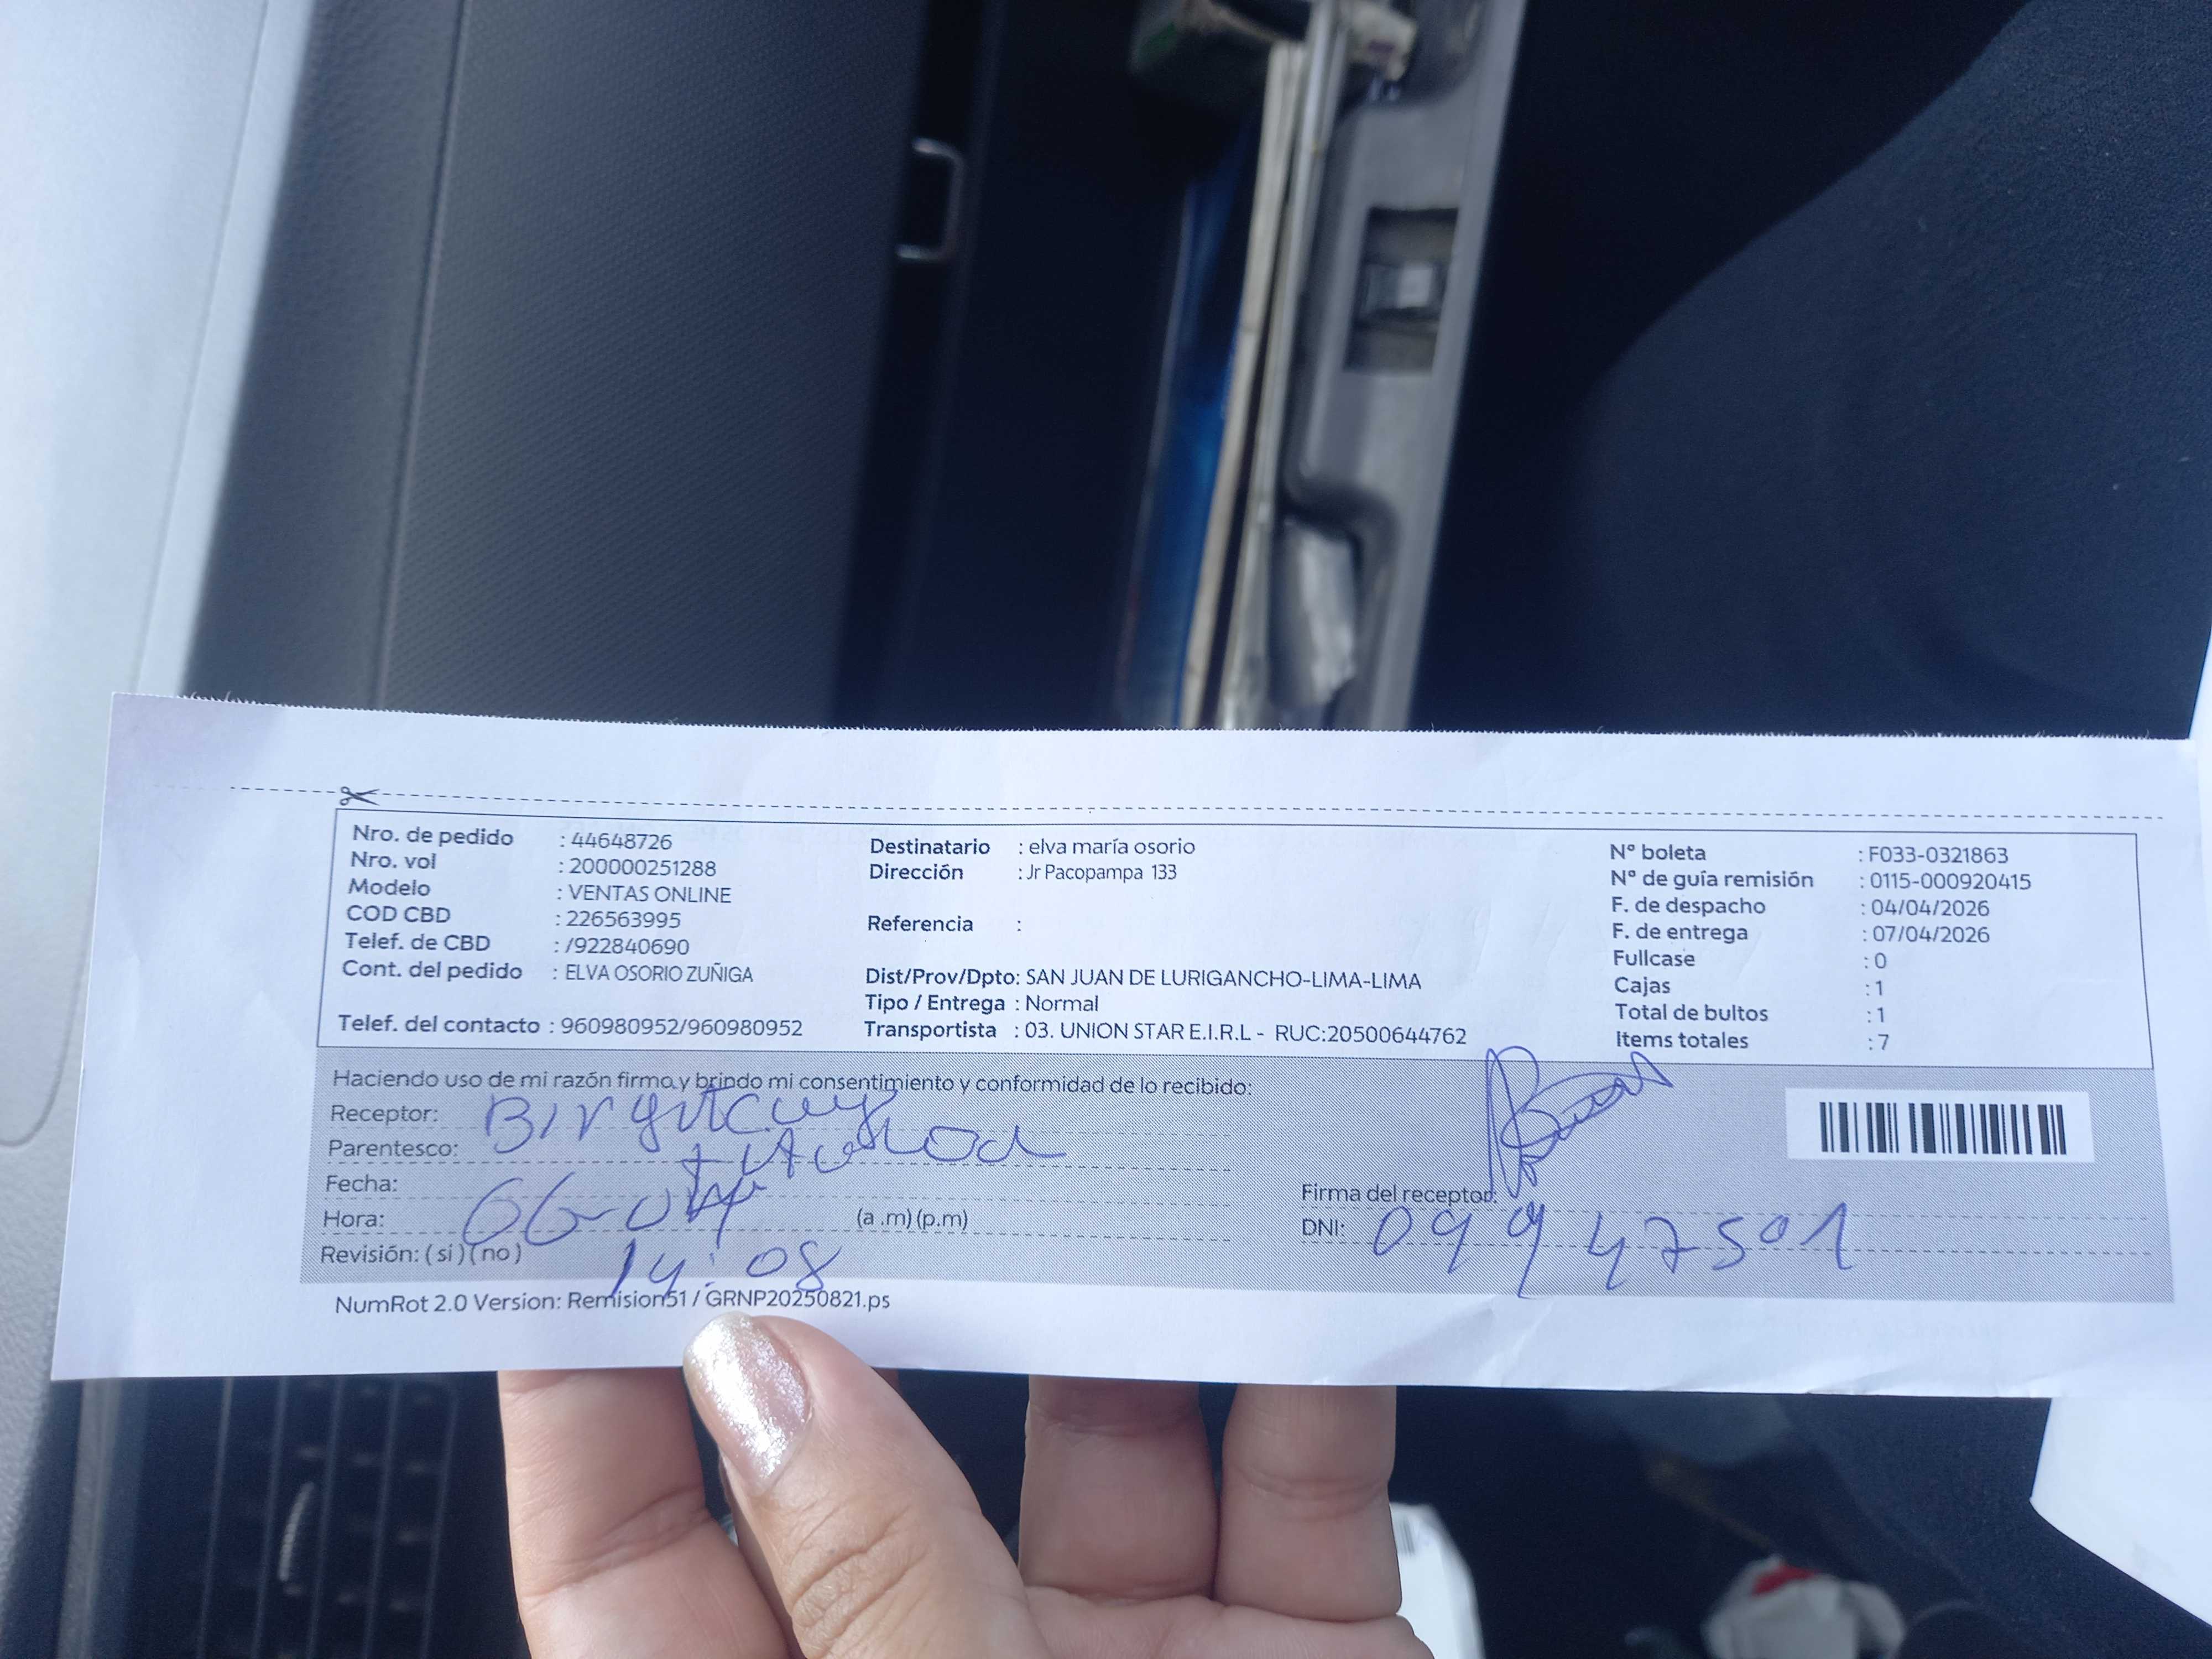 Nro. de pedido : 44648726
Nro. vol : 200000251288
Modelo : VENTAS ONLINE
COD CBD : 226563995
Telef. de CBD : /922840690
Cont. del pedido : ELVA OSORIO ZUÑIGA
Telef. del contacto : 960980952/960980952
Destinatario : elva maría osorio
Dirección : Jr Pacopampa 133
Referencia :
Dist/Prov/Dpto: SAN JUAN DE LURIGANCHO-LIMA-LIMA
Tipo / Entrega : Normal
Transportista : 03. UNION STAR E.I.R.L - RUC:20500644762
N° boleta : F033-0321863
N° de guía remisión : 0115-000920415
F. de despacho : 04/04/2026
F. de entrega : 07/04/2026
Fullcase : 0
Cajas : 1
Total de bultos : 1
Items totales : 7
Haciendo uso de mi razón firma y brindo mi consentimiento y conformidad de lo recibido:
Receptor:
Parentesco:
Fecha: 06-04
Hora: (a .m) (p.m)
Revisión: ( si ) ( no )
14:08
Firma del receptor:
DNI: 09947501
NumRot 2.0 Version: Remision51 / GRNP20250821.ps